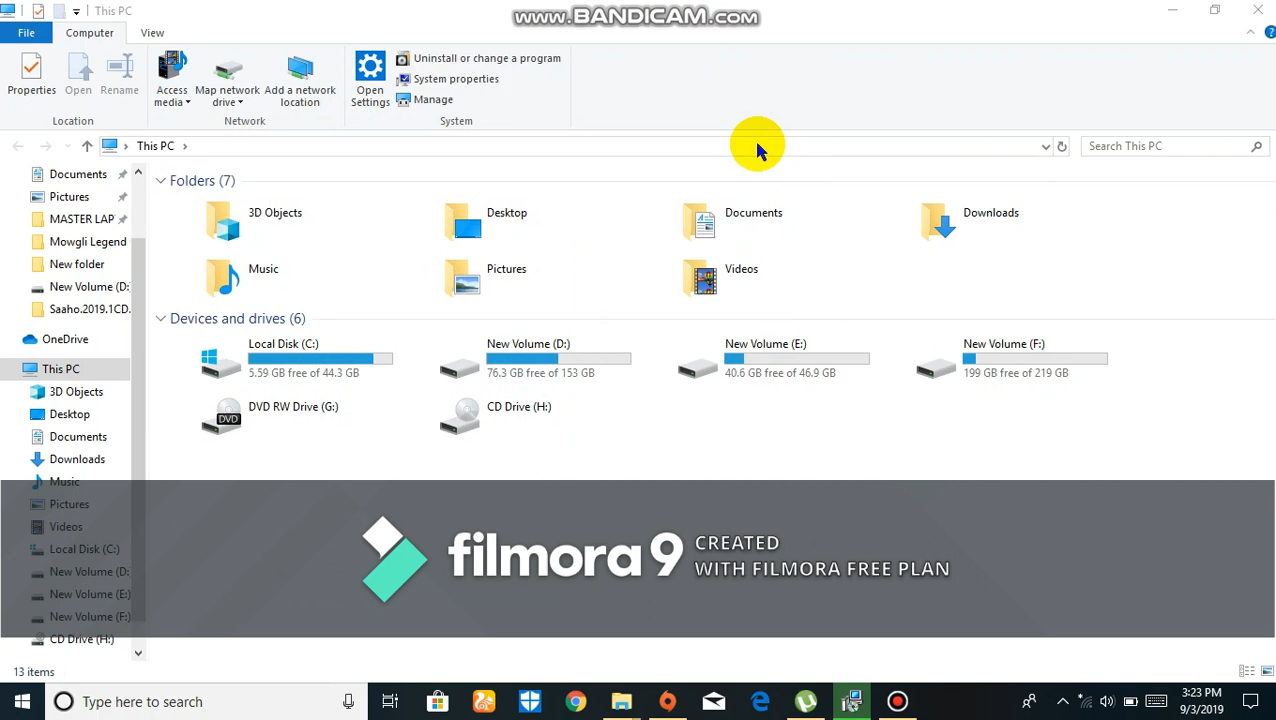 This PC
www.BANDICAM.com
File Computer View
Properties Open Rename Access media Map network drive Add a network location Open Settings Uninstall or change a program
System properties
Manage
Location Network System
This PC
Search This PC
Documents
Pictures
MASTER LAP
Mowgli Legend
New folder
New Volume (D:
Saaho.2019.1CD.
OneDrive
This PC
3D Objects
Desktop
Documents
Downloads
Music
Pictures
Videos
Local Disk (C:)
New Volume (D:
New Volume (E:)
New Volume (F:)
CD Drive (H:)
Folders (7)
3D Objects Desktop Documents Downloads
Music Pictures Videos
Devices and drives (6)
Local Disk (C:) New Volume (D:) New Volume (E:) New Volume (F:)
5.59 GB free of 44.3 GB 76.3 GB free of 153 GB 40.6 GB free of 46.9 GB 199 GB free of 219 GB
DVD RW Drive (G:) CD Drive (H:)
DVD
filmora 9 CREATED
WITH FILMORA FREE PLAN
13 items
Type here to search
3:23 PM
9/3/2019